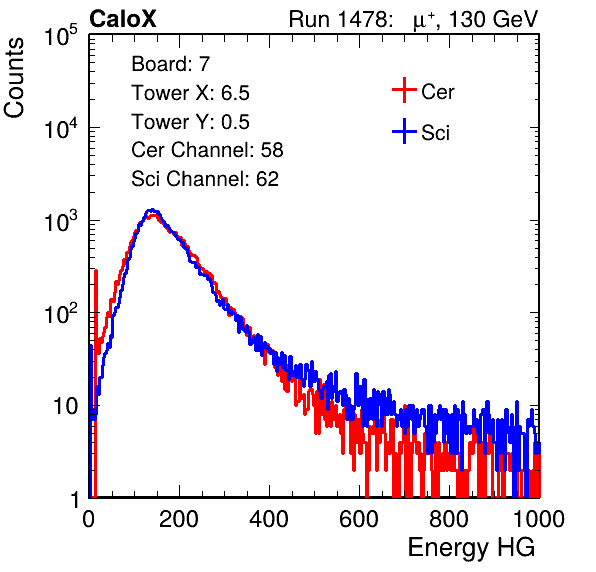 CaloX Run 1478: μ⁺, 130 GeV
Board: 7
Tower X: 6.5
Tower Y: 0.5
Cer Channel: 58
Sci Channel: 62
Cer
Sci
Counts
10⁵
10⁴
10³
10²
10
1
0 200 400 600 800 1000
Energy HG